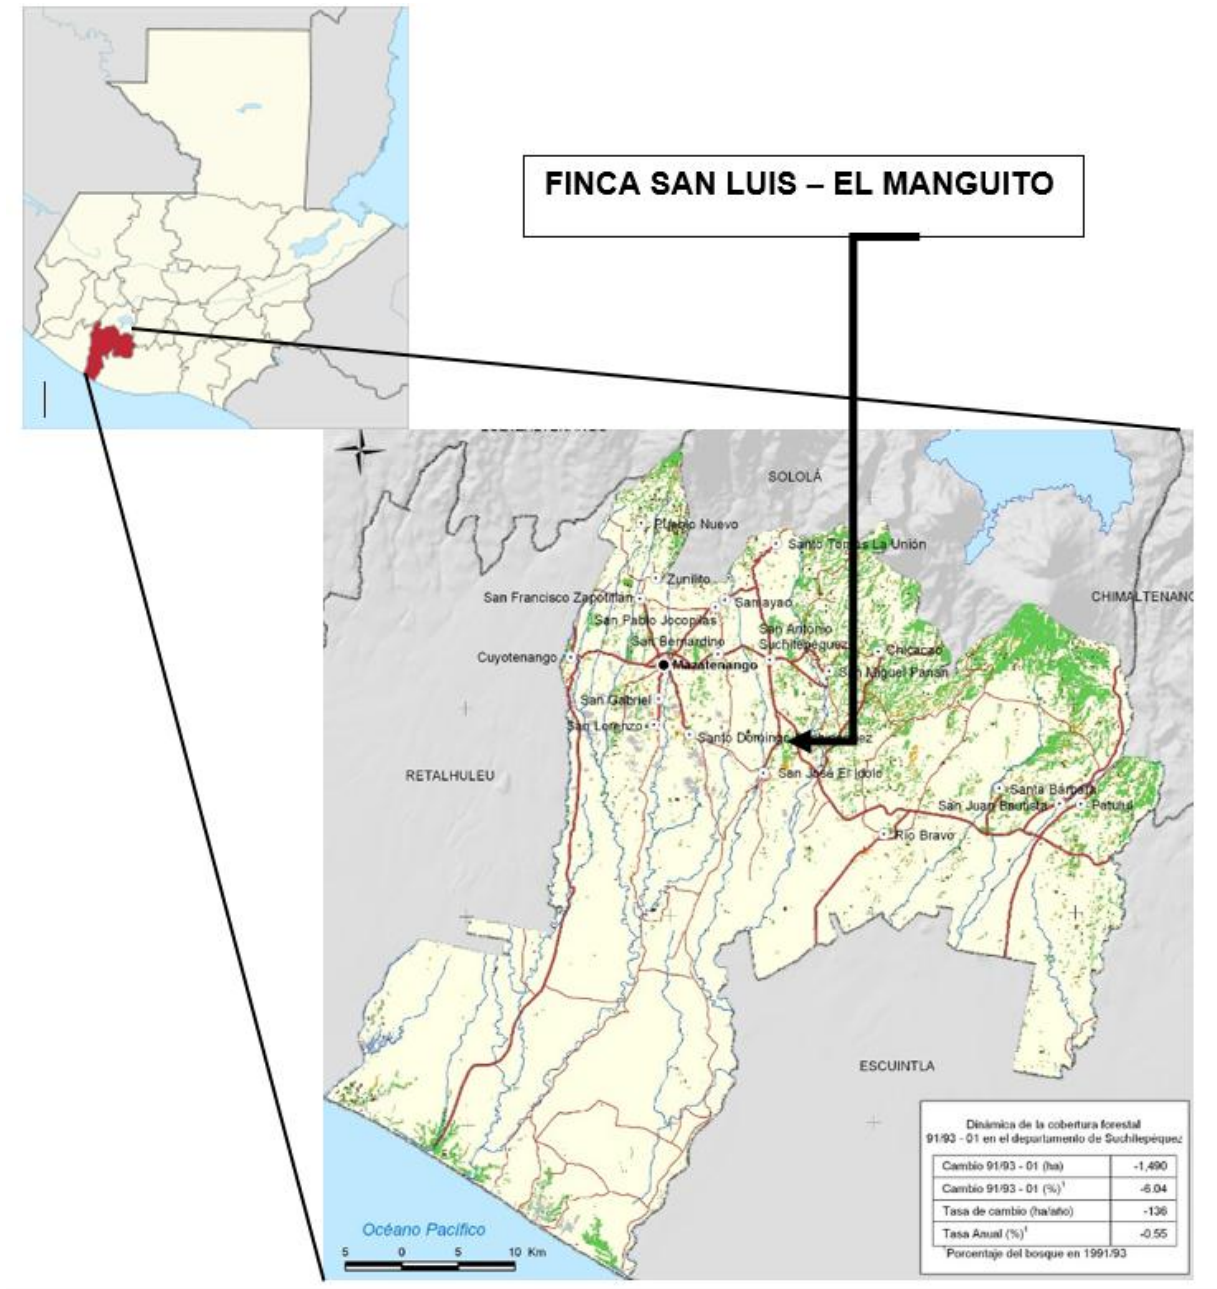 FINCA SAN LUIS – EL MANGUITO
SOLOLÁ
Pueblo Nuevo
Santo Tomás La Unión
Zunilito
CHIMALTENANG
San Francisco Zapotitlán
Samayac
San Pablo Jocopilas
San Antonio
Suchitepéquez
San Bernardino
Chicacao
Cuyotenango
Mazatenango
San Miguel Panán
San Gabriel
San Lorenzo
Santo Domingo
San José El Idolo
RETALHULEU
Santa Bárbara
San Juan Bautista
Patulul
Río Bravo
ESCUINTLA
Dinámica de la cobertura forestal
91/93 - 01 en el departamento de Suchitepéquez
Cambio 91/93 - 01 (ha) -1,490
Cambio 91/93 - 01 (%)¹ -6.04
Tasa de cambio (ha/año) -136
Tasa Anual (%)¹ -0.55
¹Porcentaje del bosque en 1991/93
Océano Pacífico
5 0 5 10 Km